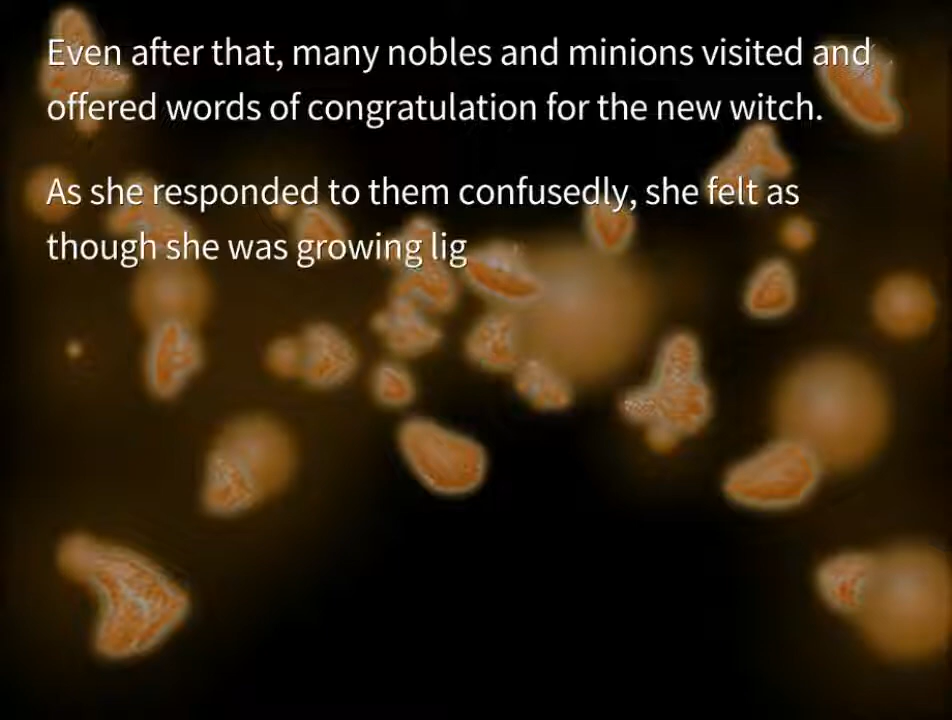 Even after that, many nobles and minions visited and
offered words of congratulation for the new witch.
As she responded to them confusedly, she felt as
though she was growing lig